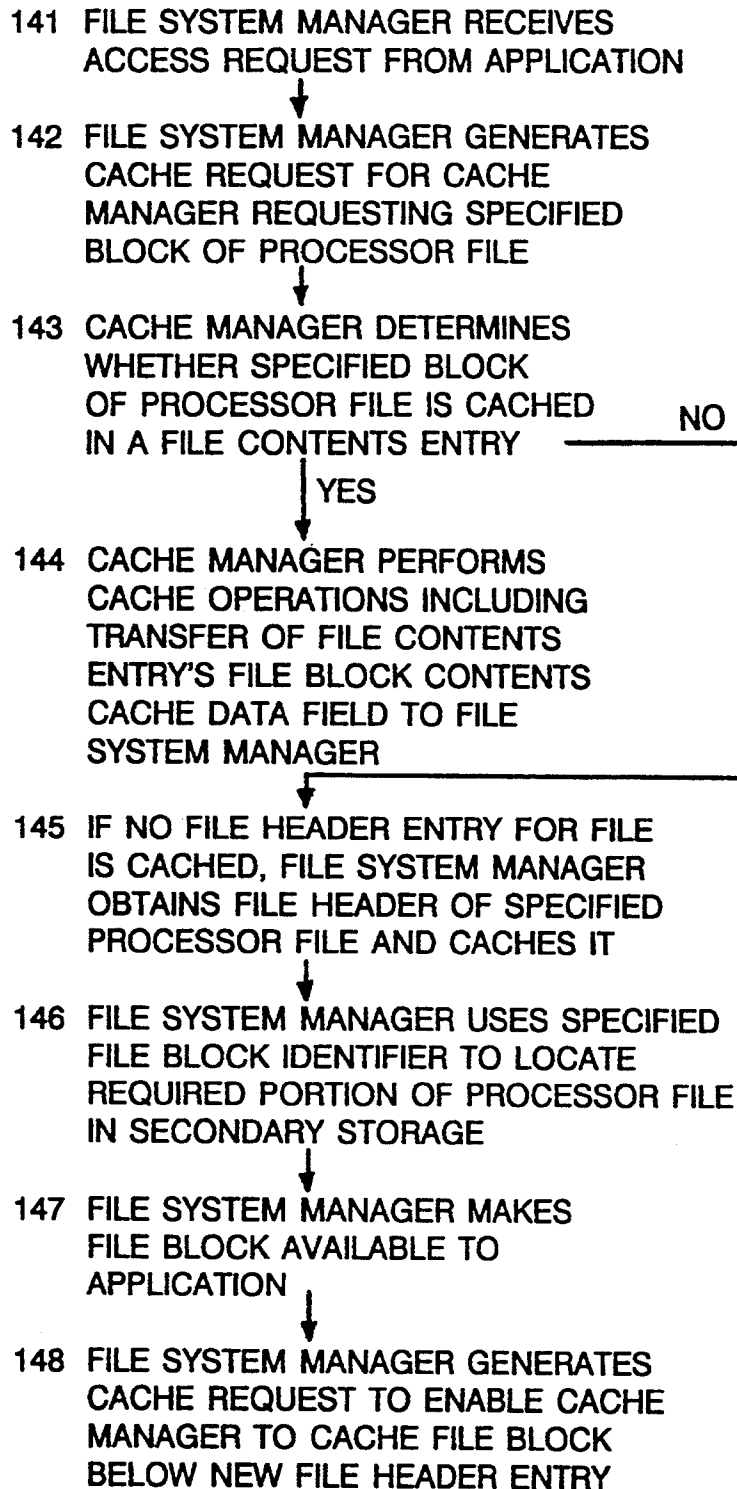 141 FILE SYSTEM MANAGER RECEIVES
ACCESS REQUEST FROM APPLICATION
142 FILE SYSTEM MANAGER GENERATES
CACHE REQUEST FOR CACHE
MANAGER REQUESTING SPECIFIED
BLOCK OF PROCESSOR FILE
143 CACHE MANAGER DETERMINES
WHETHER SPECIFIED BLOCK
OF PROCESSOR FILE IS CACHED
IN A FILE CONTENTS ENTRY
NO
YES
144 CACHE MANAGER PERFORMS
CACHE OPERATIONS INCLUDING
TRANSFER OF FILE CONTENTS
ENTRY'S FILE BLOCK CONTENTS
CACHE DATA FIELD TO FILE
SYSTEM MANAGER
145 IF NO FILE HEADER ENTRY FOR FILE
IS CACHED, FILE SYSTEM MANAGER
OBTAINS FILE HEADER OF SPECIFIED
PROCESSOR FILE AND CACHES IT
146 FILE SYSTEM MANAGER USES SPECIFIED
FILE BLOCK IDENTIFIER TO LOCATE
REQUIRED PORTION OF PROCESSOR FILE
IN SECONDARY STORAGE
147 FILE SYSTEM MANAGER MAKES
FILE BLOCK AVAILABLE TO
APPLICATION
148 FILE SYSTEM MANAGER GENERATES
CACHE REQUEST TO ENABLE CACHE
MANAGER TO CACHE FILE BLOCK
BELOW NEW FILE HEADER ENTRY